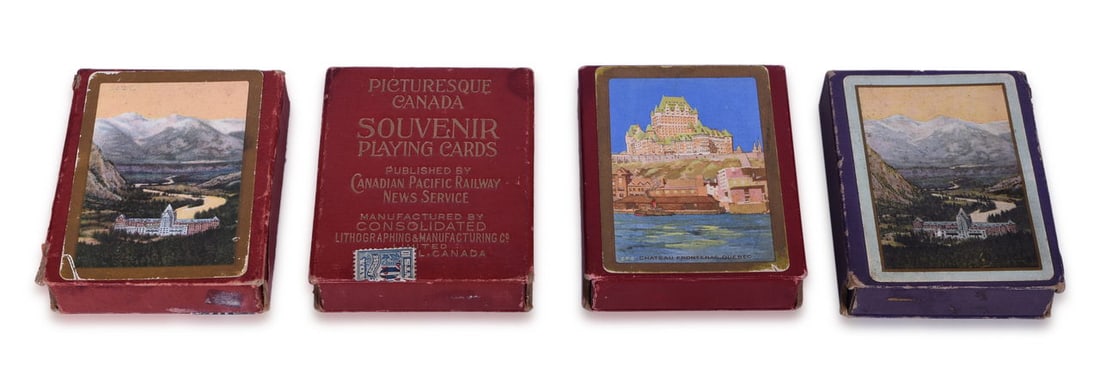 PICTURESQUE
CANADA
SOUVENIR
PLAYING CARDS
PUBLISHED BY
CANADIAN PACIFIC RAILWAY
NEWS SERVICE
MANUFACTURED BY
CONSOLIDATED
LITHOGRAPHING & MANUFACTURING Co
TED
L. CANADA
CHATEAU FRONTENAC, QUEBEC